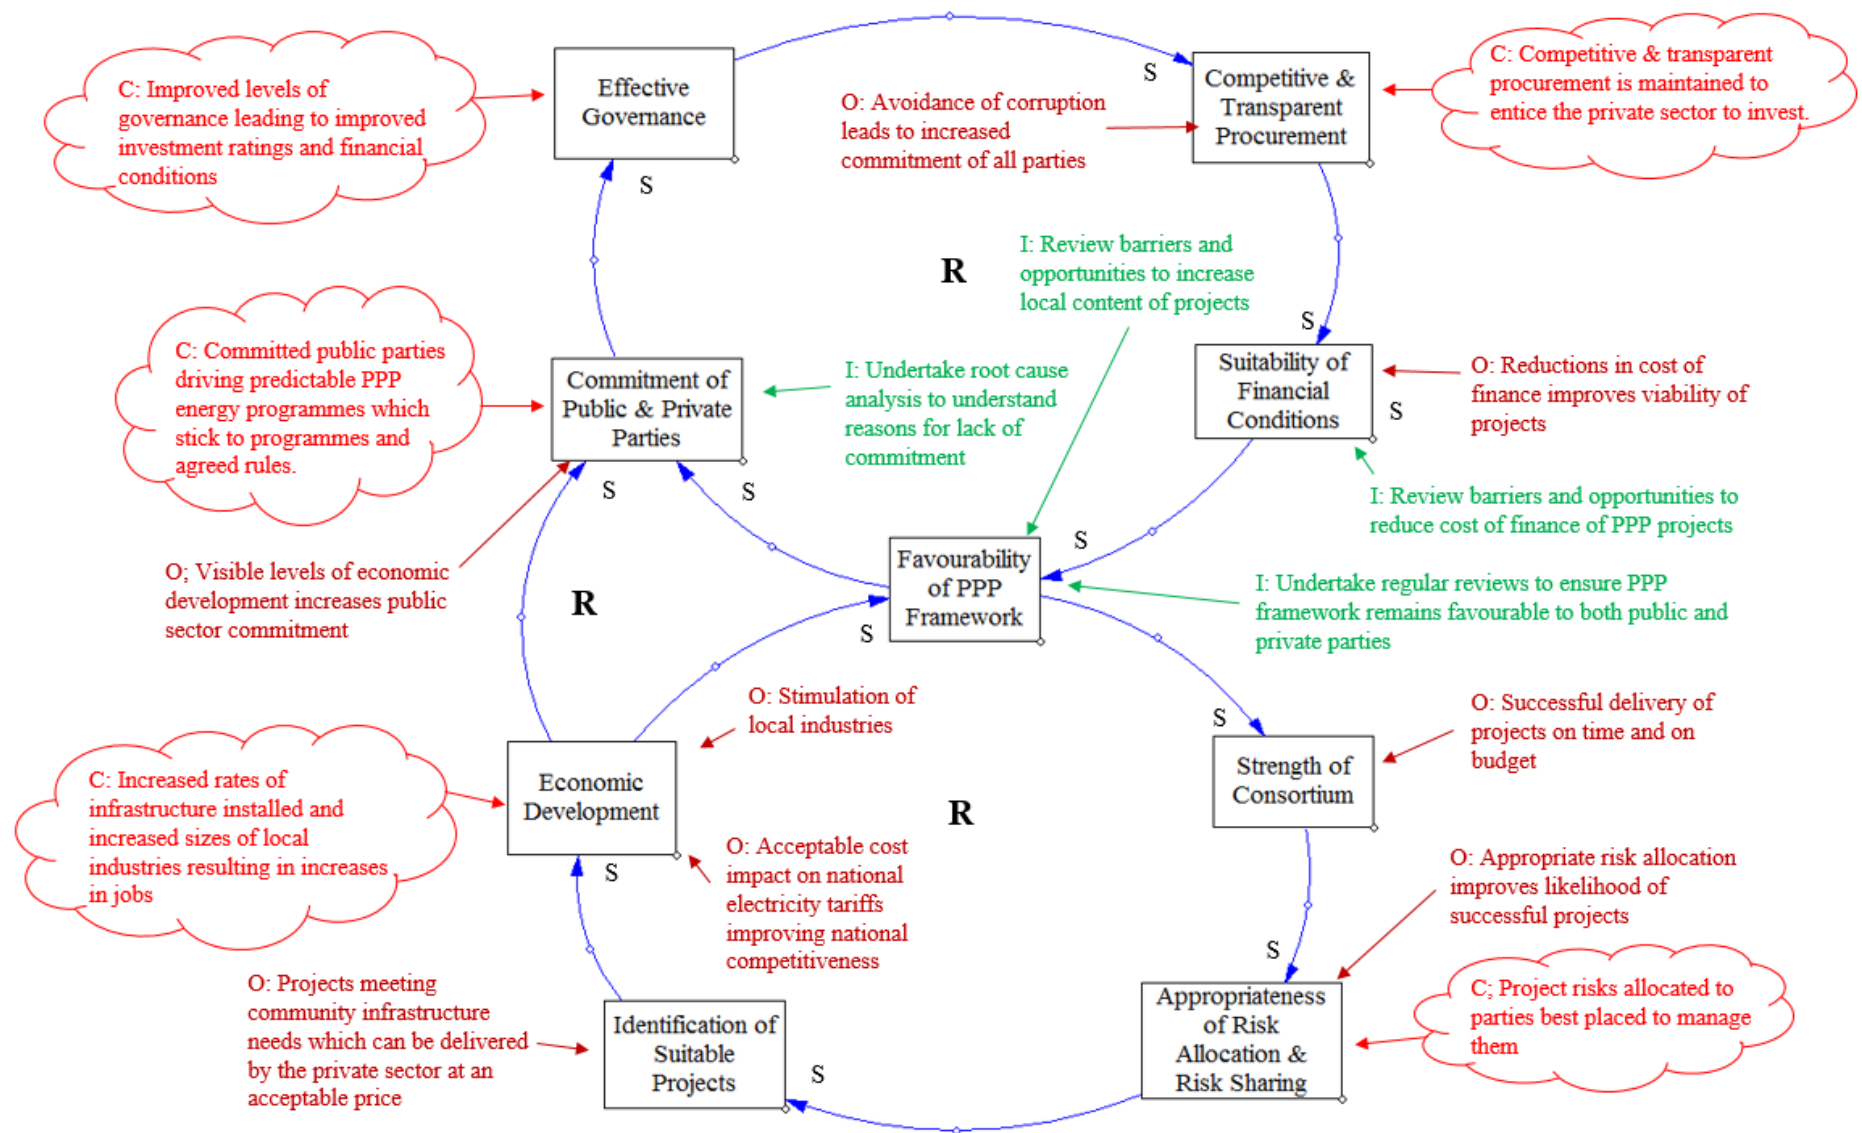 C: Improved levels of
governance leading to improved
investment ratings and financial
conditions
Effective
Governance
S
S
Competitive &
Transparent
Procurement
C: Competitive & transparent
procurement is maintained to
entice the private sector to invest.
O: Avoidance of corruption
leads to increased
commitment of all parties
R
I: Review barriers and
opportunities to increase
local content of projects
C: Committed public parties
driving predictable PPP
energy programmes which
stick to programmes and
agreed rules.
Commitment of
Public & Private
Parties
S
S
I: Undertake root cause
analysis to understand
reasons for lack of
commitment
S
Suitability of
Financial
Conditions
S
O: Reductions in cost of
finance improves viability of
projects
I: Review barriers and opportunities to
reduce cost of finance of PPP projects
O; Visible levels of economic
development increases public
sector commitment
R
S
Favourability
of PPP
Framework
S
I: Undertake regular reviews to ensure PPP
framework remains favourable to both public and
private parties
O: Stimulation of
local industries
S
Strength of
Consortium
O: Successful delivery of
projects on time and on
budget
C: Increased rates of
infrastructure installed and
increased sizes of local
industries resulting in increases
in jobs
Economic
Development
S
R
O: Acceptable cost
impact on national
electricity tariffs
improving national
competitiveness
O: Appropriate risk allocation
improves likelihood of
successful projects
S
O: Projects meeting
community infrastructure
needs which can be delivered
by the private sector at an
acceptable price
Identification of
Suitable
Projects
S
Appropriateness
of Risk
Allocation &
Risk Sharing
C; Project risks allocated to
parties best placed to manage
them